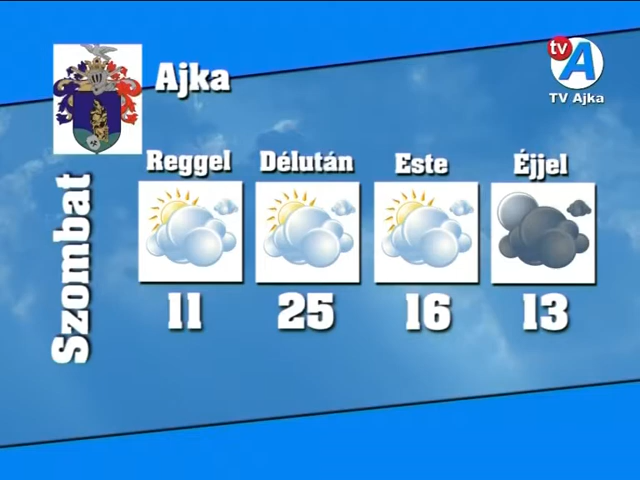 Ajka
tv A
TV Ajka
Szombat
Reggel Délután Este Éjjel
11 25 16 13